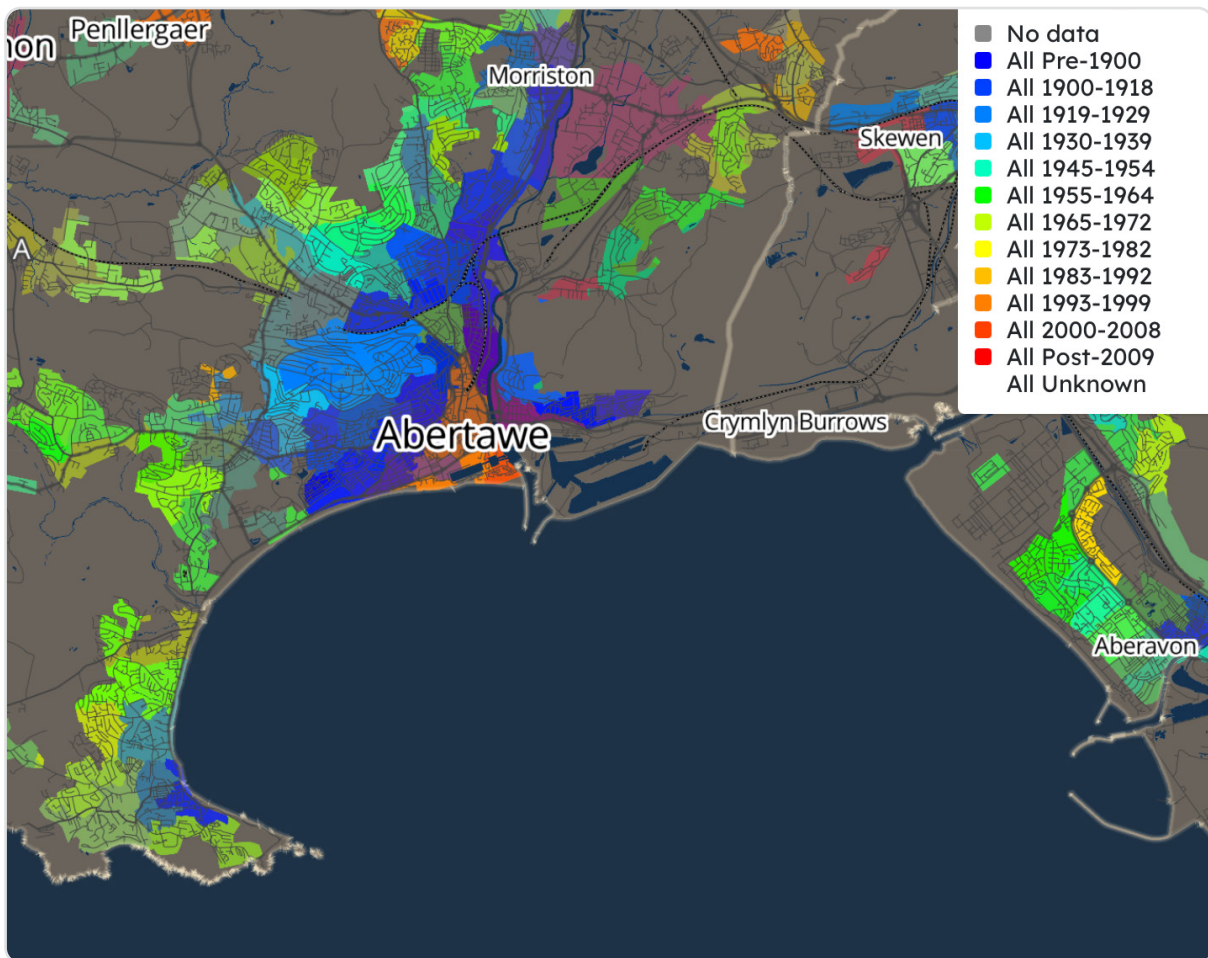 non
Penllergaer
Morriston
Skewen
A
Abertawe
Crymlyn Burrows
Aberavon
No data
All Pre-1900
All 1900-1918
All 1919-1929
All 1930-1939
All 1945-1954
All 1955-1964
All 1965-1972
All 1973-1982
All 1983-1992
All 1993-1999
All 2000-2008
All Post-2009
All Unknown